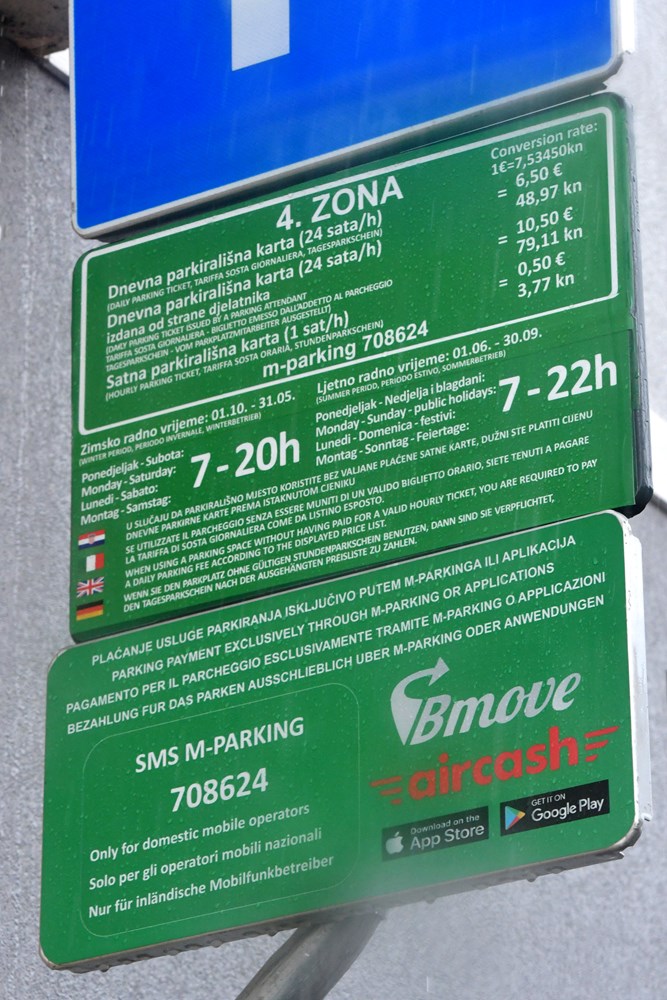 4. ZONA
Conversion rate:
1€=7,53450kn
Dnevna parkirališna karta (24 sata/h)
(DAILY PARKING TICKET, TARIFFA SOSTA GIORNALIERA, TAGESPARKSCHEIN)
= 6,50 €
48,97 kn
Dnevna parkirališna karta (24 sata/h)
izdana od strane djelatnika
(DAILY PARKING TICKET ISSUED BY A PARKING ATTENDANT
TARIFFA SOSTA GIORNALIERA - BIGLIETTO EMESSO DALL'ADDETTO AL PARCHEGGIO
TAGESPARKSCHEIN - VOM PARKPLATZMITARBEITER AUSGESTELLT)
= 10,50 €
79,11 kn
Satna parkirališna karta (1 sat/h)
(HOURLY PARKING TICKET, TARIFFA SOSTA ORARIA, STUNDENPARKSCHEIN)
= 0,50 €
3,77 kn
m-parking 708624
Zimsko radno vrijeme: 01.10. - 31.05.
(WINTER PERIOD, PERIODO INVERNALE, WINTERBETRIEB)
Ponedjeljak - Subota:
Monday - Saturday:
Lunedi - Sabato:
Montag - Samstag:
7 - 20h
Ljetno radno vrijeme: 01.06. - 30.09.
(SUMMER PERIOD, PERIODO ESTIVO, SOMMERBETRIEB)
Ponedjeljak - Nedjelja i blagdani:
Monday - Sunday - public holidays:
Lunedi - Domenica - festivi:
Montag - Sonntag - Feiertage:
7 - 22h
U SLUČAJU DA PARKIRALIŠNO MJESTO KORISTITE BEZ VALJANE PLAĆENE SATNE KARTE, DUŽNI STE PLATITI CIJENU
DNEVNE PARKIRNE KARTE PREMA ISTAKNUTOM CJENIKU
SE UTILIZZATE IL PARCHEGGIO SENZA ESSERE MUNITI DI UN VALIDO BIGLIETTO ORARIO, SIETE TENUTI A PAGARE
LA TARIFFA DI SOSTA GIORNALIERA COME DA LISTINO ESPOSTO.
WHEN USING A PARKING SPACE WITHOUT HAVING PAID FOR A VALID HOURLY TICKET, YOU ARE REQUIRED TO PAY
A DAILY PARKING FEE ACCORDING TO THE DISPLAYED PRICE LIST.
WENN SIE DEN PARKPLATZ OHNE GÜLTIGEN STUNDENPARKSCHEIN BENUTZEN, DANN SIND SIE VERPFLICHTET,
DEN TAGESPARKSCHEIN NACH DER AUSGEHÄNGTEN PREISLISTE ZU ZAHLEN.
PLAĆANJE USLUGE PARKIRANJA ISKLJUČIVO PUTEM M-PARKINGA ILI APLIKACIJA
PARKING PAYMENT EXCLUSIVELY THROUGH M-PARKING OR APPLICATIONS
PAGAMENTO PER IL PARCHEGGIO ESCLUSIVAMENTE TRAMITE M-PARKING O APPLICAZIONI
BEZAHLUNG FUR DAS PARKEN AUSSCHLIEßLICH UBER M-PARKING ODER ANWENDUNGEN
SMS M-PARKING
708624
Only for domestic mobile operators
Solo per gli operatori mobili nazionali
Nur für inländische Mobilfunkbetreiber
Bmove
aircash
Download on the
App Store
GET IT ON
Google Play